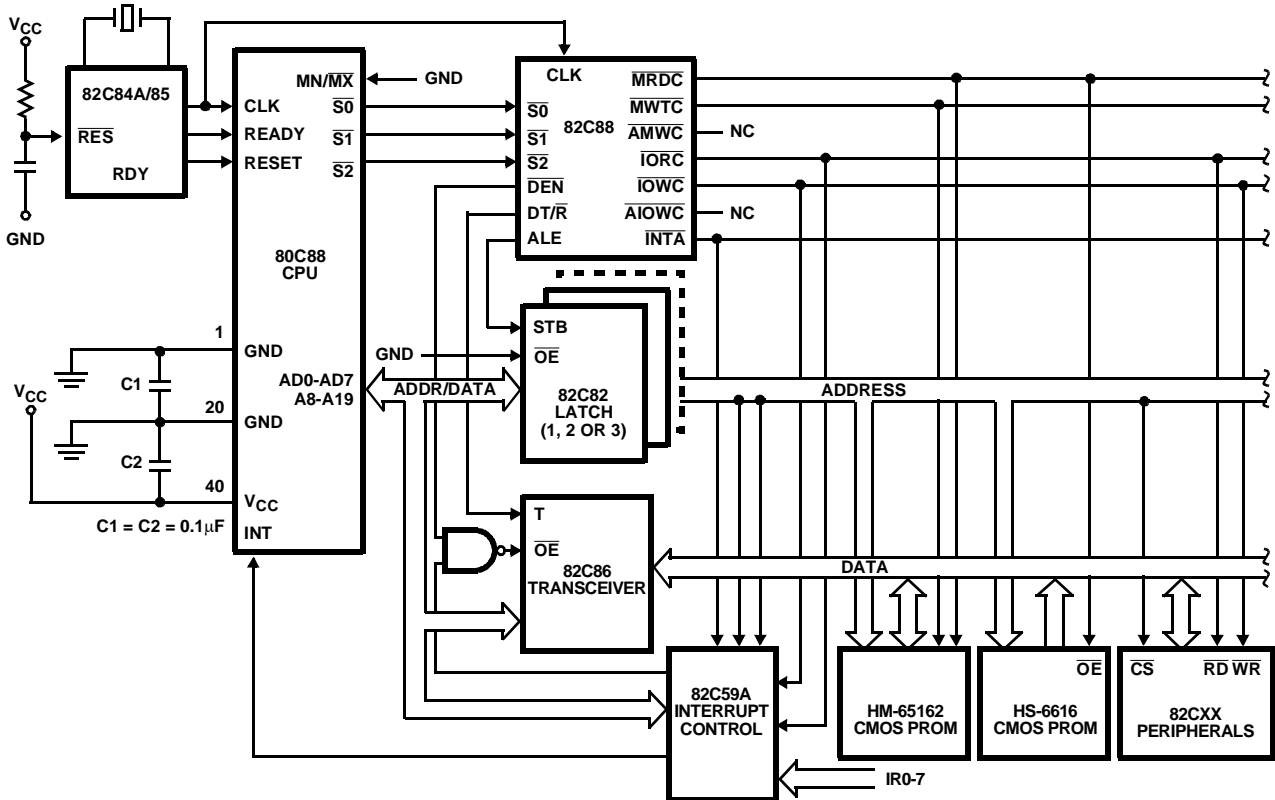 VCC
82C84A/85
RES
RDY
GND
MN/MX
GND
CLK
S0
READY
S1
RESET
S2
80C88
CPU
1
GND
C1
AD0-AD7
A8-A19
VCC
20
GND
C2
40
VCC
C1 = C2 = 0.1μF
INT
CLK
MRDC
S0
MWTC
82C88
S1
AMWC
NC
S2
IORC
DEN
IOWC
DT/R
AIOWC
NC
ALE
INTA
STB
GND
OE
ADDR/DATA
82C82
LATCH
(1, 2 OR 3)
ADDRESS
T
OE
82C86
TRANSCEIVER
DATA
82C59A
INTERRUPT
CONTROL
IR0-7
HM-65162
CMOS PROM
OE
HS-6616
CMOS PROM
CS
RD WR
82CXX
PERIPHERALS